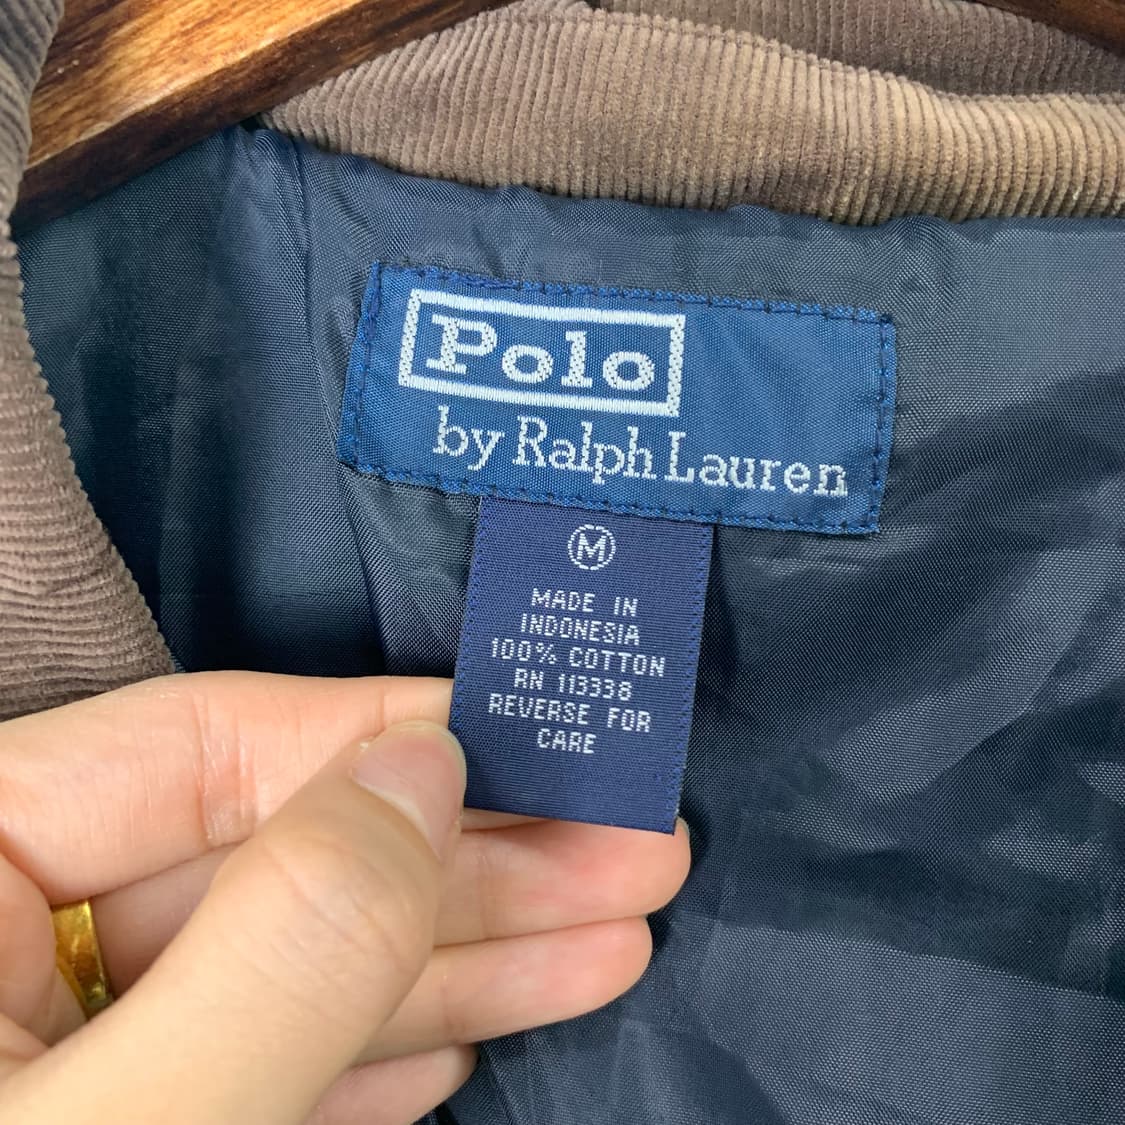 Polo
by Ralph Lauren
M
MADE IN
INDONESIA
100% COTTON
RN 113338
REVERSE FOR
CARE